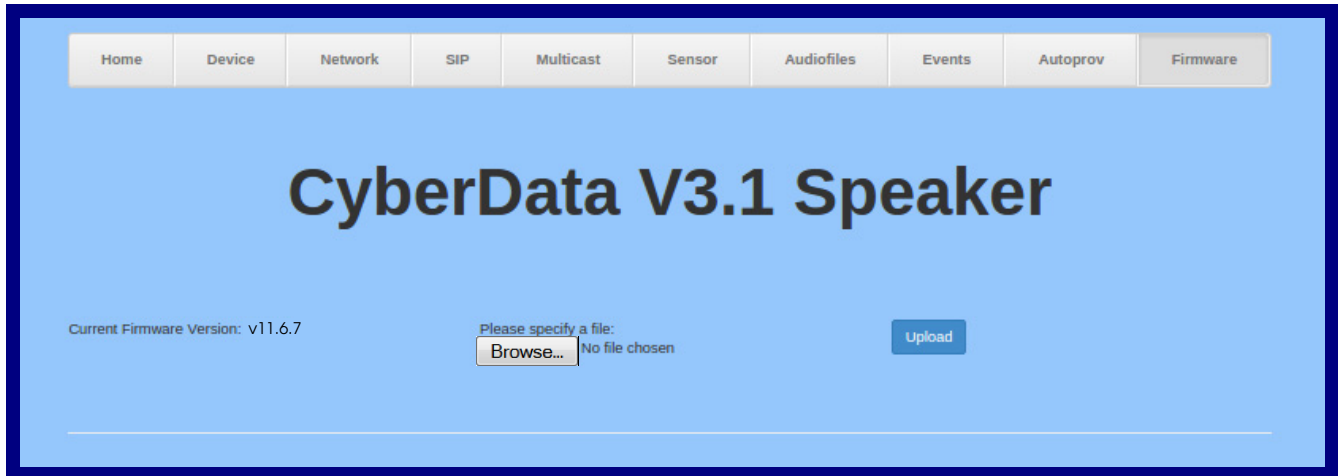 Home Device Network SIP Multicast Sensor Audiofiles Events Autoprov Firmware
CyberData V3.1 Speaker
Current Firmware Version: v11.6.7
Please specify a file:
Browse... No file chosen
Upload